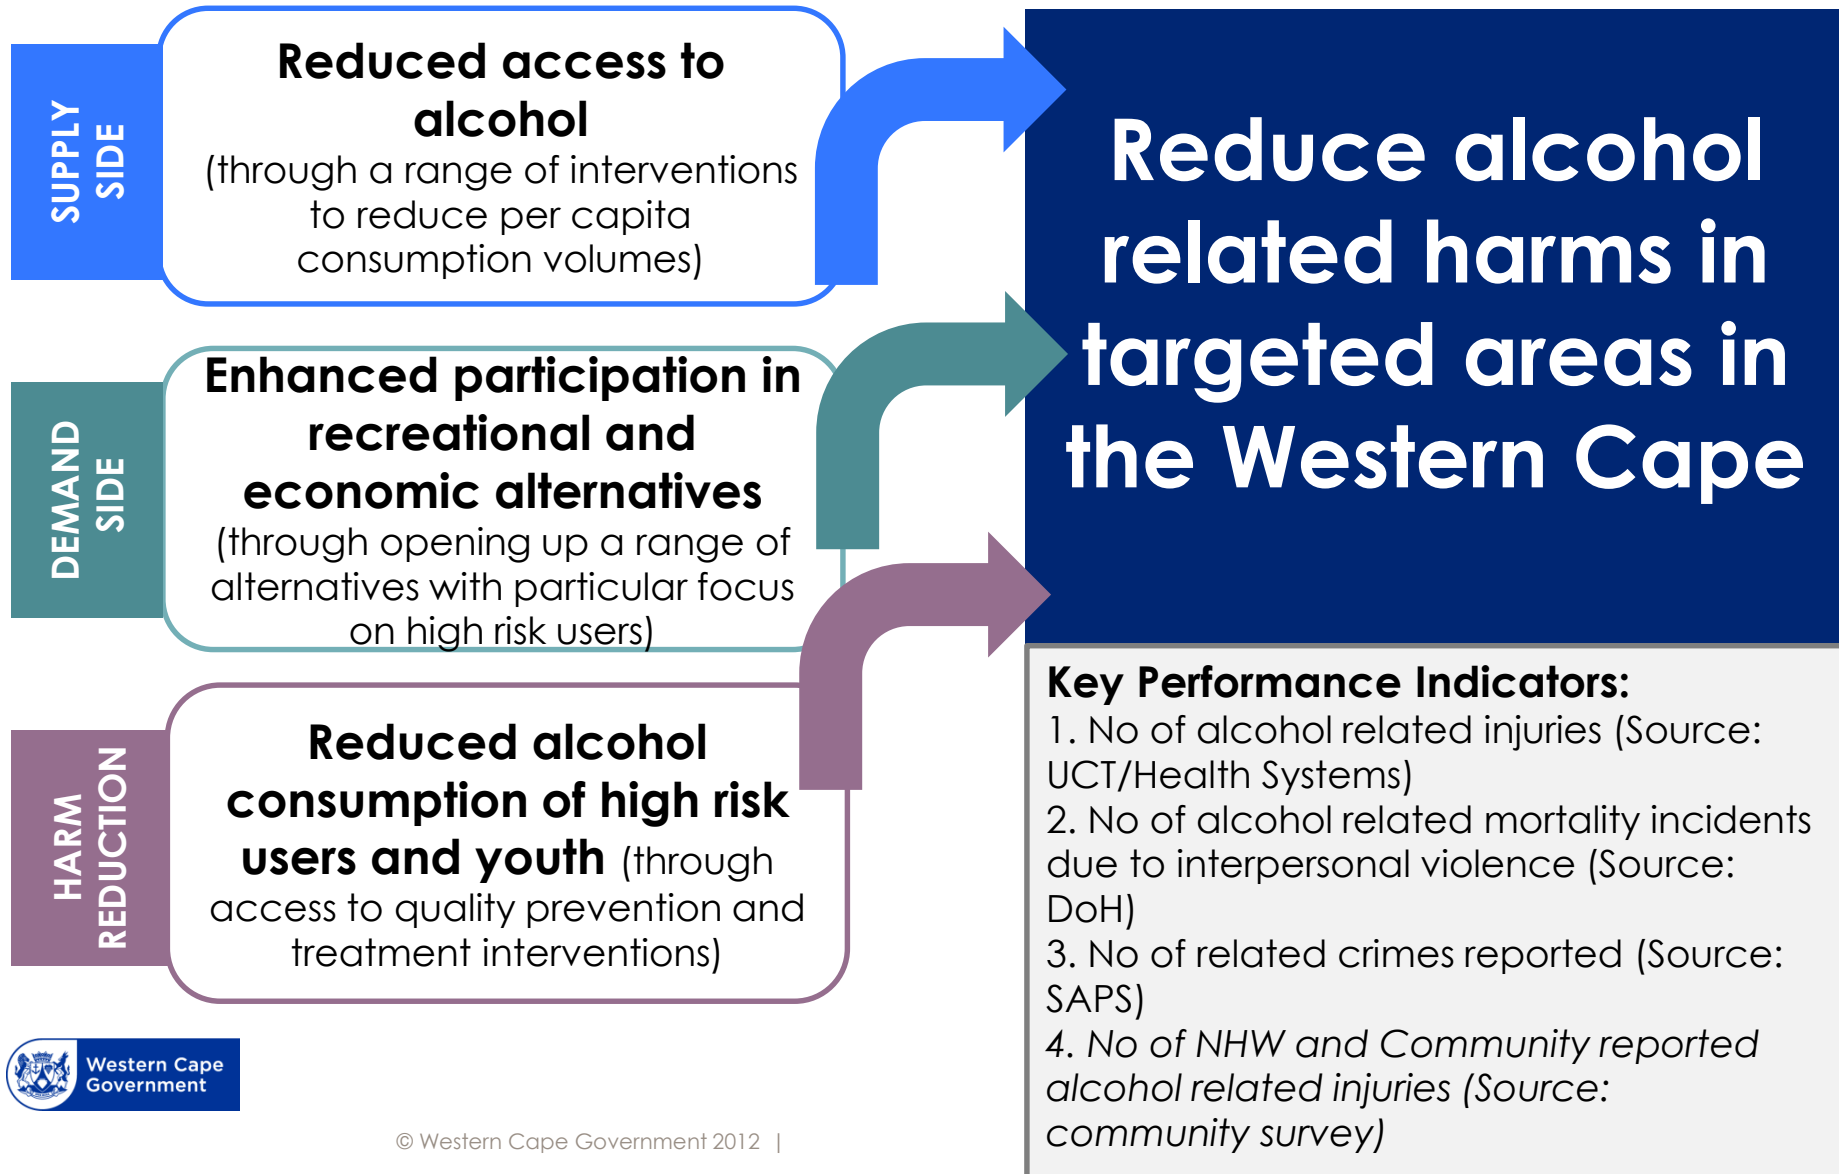 SUPPLY
SIDE
Reduced access to
alcohol
(through a range of interventions
to reduce per capita
consumption volumes)
DEMAND
SIDE
Enhanced participation in
recreational and
economic alternatives
(through opening up a range of
alternatives with particular focus
on high risk users)
HARM
REDUCTION
Reduced alcohol
consumption of high risk
users and youth (through
access to quality prevention and
treatment interventions)
Reduce alcohol
related harms in
targeted areas in
the Western Cape
Key Performance Indicators:
1. No of alcohol related injuries (Source:
UCT/Health Systems)
2. No of alcohol related mortality incidents
due to interpersonal violence (Source:
DoH)
3. No of related crimes reported (Source:
SAPS)
4. No of NHW and Community reported
alcohol related injuries (Source:
community survey)
Western Cape
Government
© Western Cape Government 2012 |